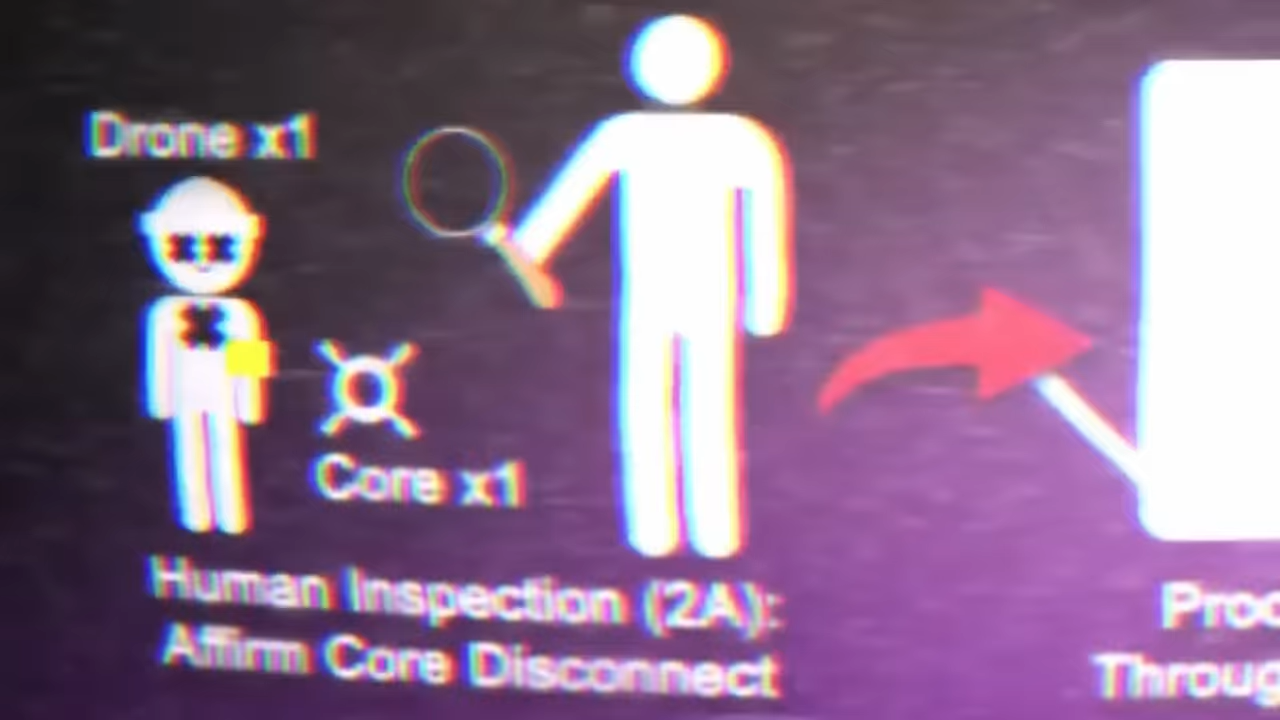 Drone x1
Core x1
Human Inspection (2A):
Affirm Core Disconnect